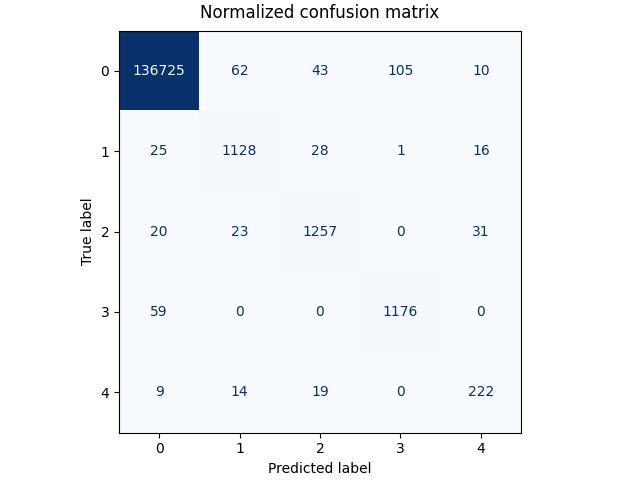 Normalized confusion matrix
True label
0 136725 62 43 105 10
1 25 1128 28 1 16
2 20 23 1257 0 31
3 59 0 0 1176 0
4 9 14 19 0 222
0 1 2 3 4
Predicted label